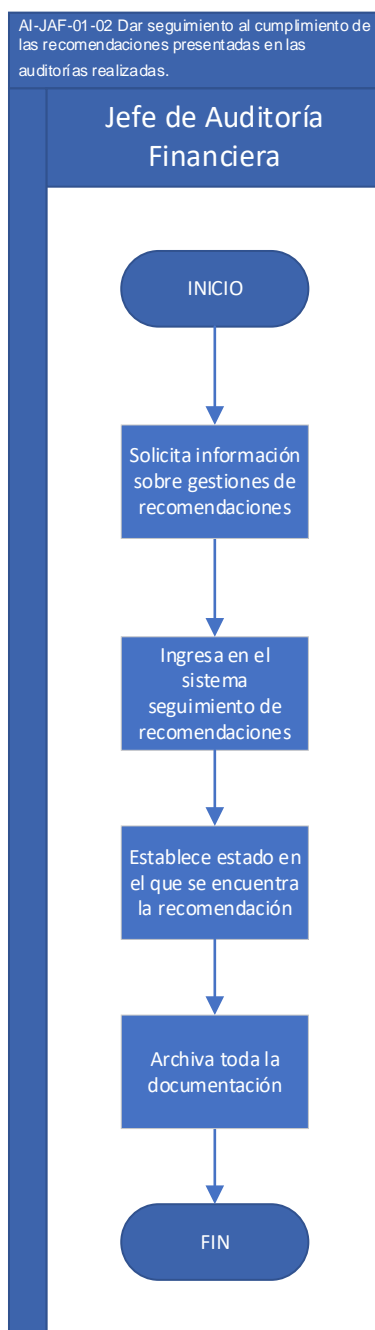 AI-JAF-01-02 Dar seguimiento al cumplimiento de
las recomendaciones presentadas en las
auditorías realizadas.
Jefe de Auditoría
Financiera
INICIO
Solicita información
sobre gestiones de
recomendaciones
Ingresa en el
sistema
seguimiento de
recomendaciones
Establece estado en
el que se encuentra
la recomendación
Archiva toda la
documentación
FIN